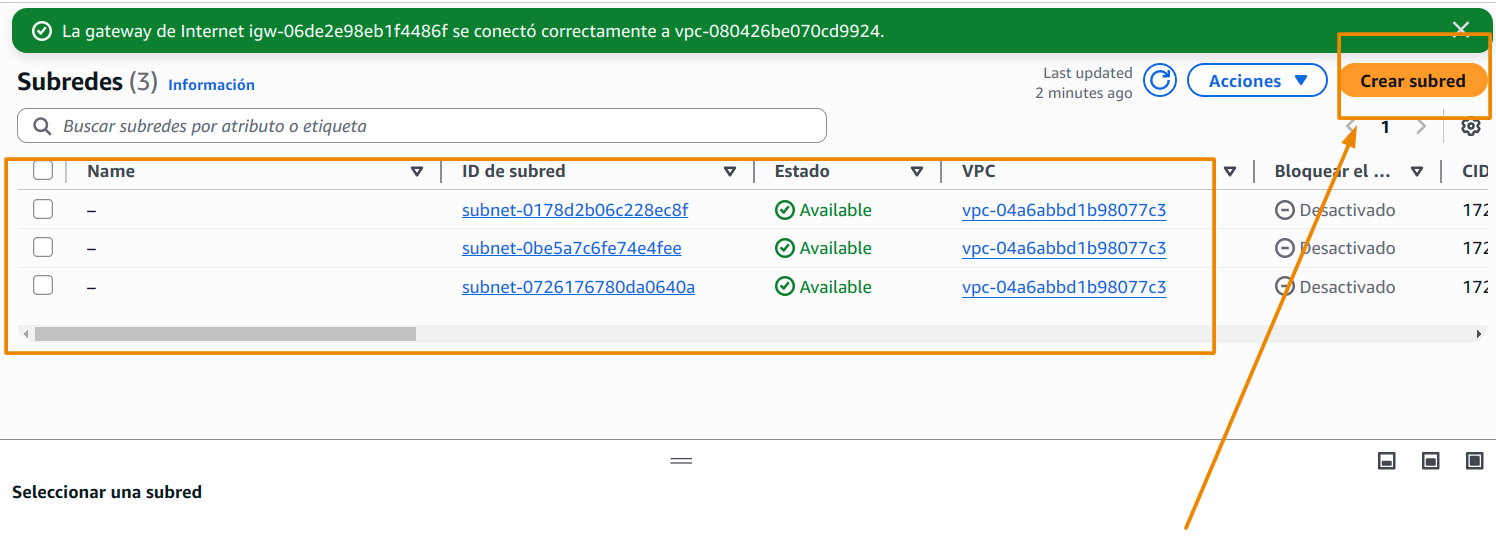 La gateway de Internet igw-06de2e98eb1f4486f se conectó correctamente a vpc-080426be070cd9924.
Subredes (3) Información
Last updated
2 minutes ago
Acciones
Crear subred
Buscar subredes por atributo o etiqueta
1
Name ID de subred Estado VPC Bloquear el ... CID
– subnet-0178d2b06c228ec8f Available vpc-04a6abbd1b98077c3 Desactivado 172
– subnet-0be5a7c6fe74e4fee Available vpc-04a6abbd1b98077c3 Desactivado 172
– subnet-0726176780da0640a Available vpc-04a6abbd1b98077c3 Desactivado 172
Seleccionar una subred